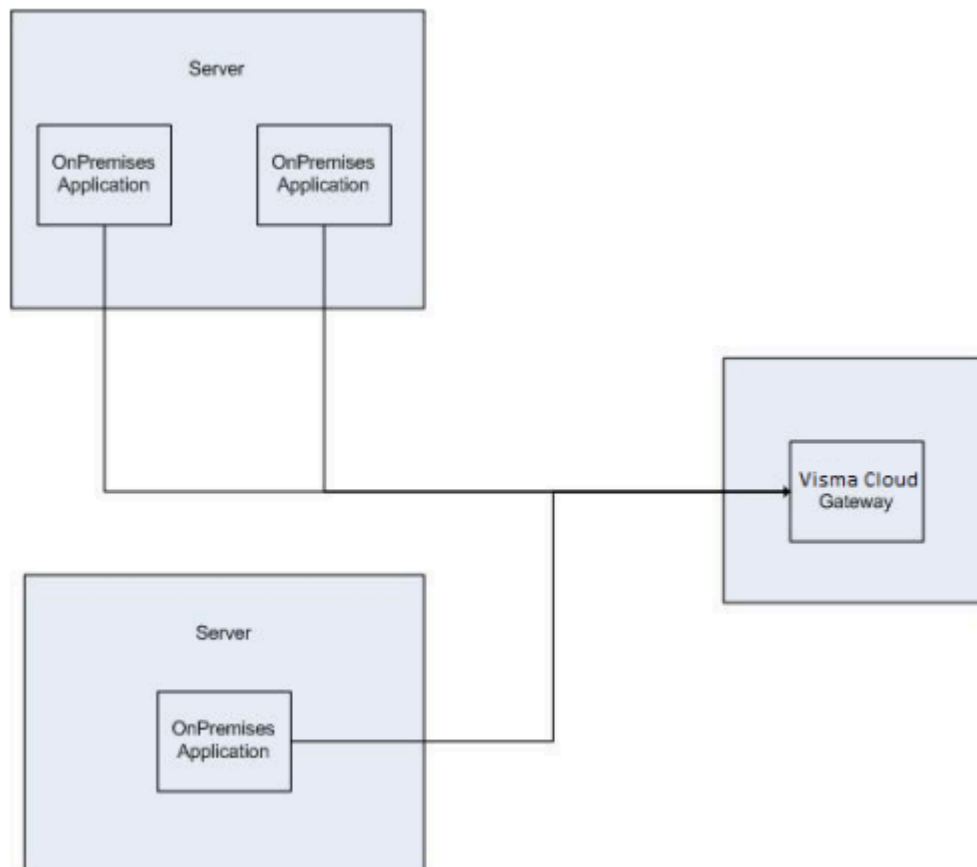 Server
OnPremises
Application
OnPremises
Application
Visma Cloud
Gateway
Server
OnPremises
Application